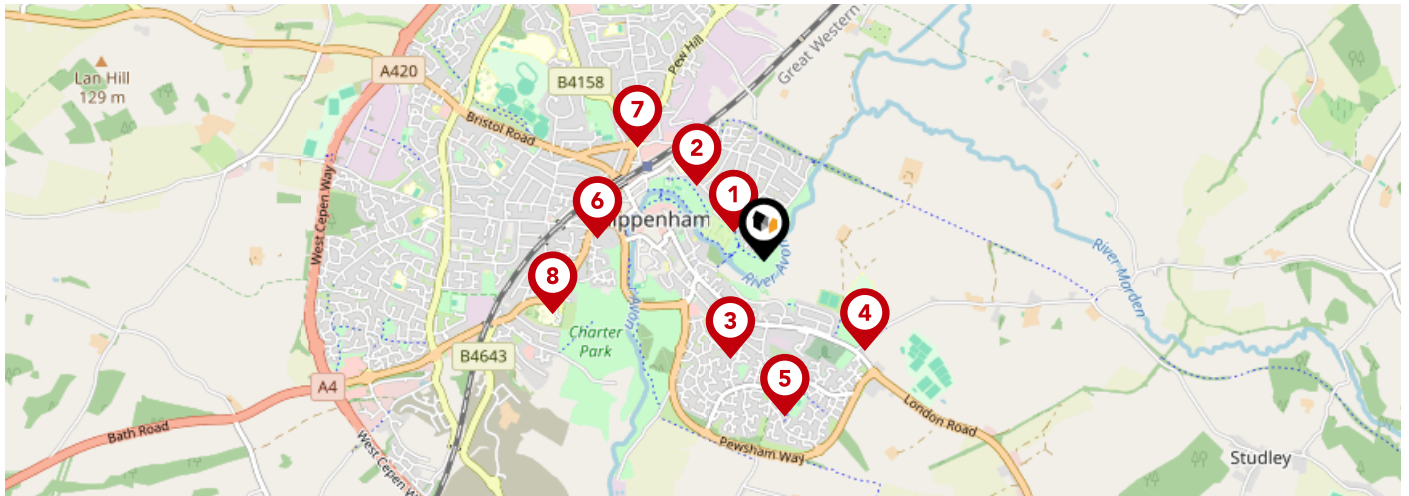 Lan Hill
129 m
A420
B4158
Pew Hill
Great Western
Bristol Road
7
2
1
6
ippenham
West Cepen Way
River Avon
River Marden
8
Avon
3
4
Charter
Park
B4643
5
A4
London Road
Bath Road
West Cepen W
Pewsham Way
Studley